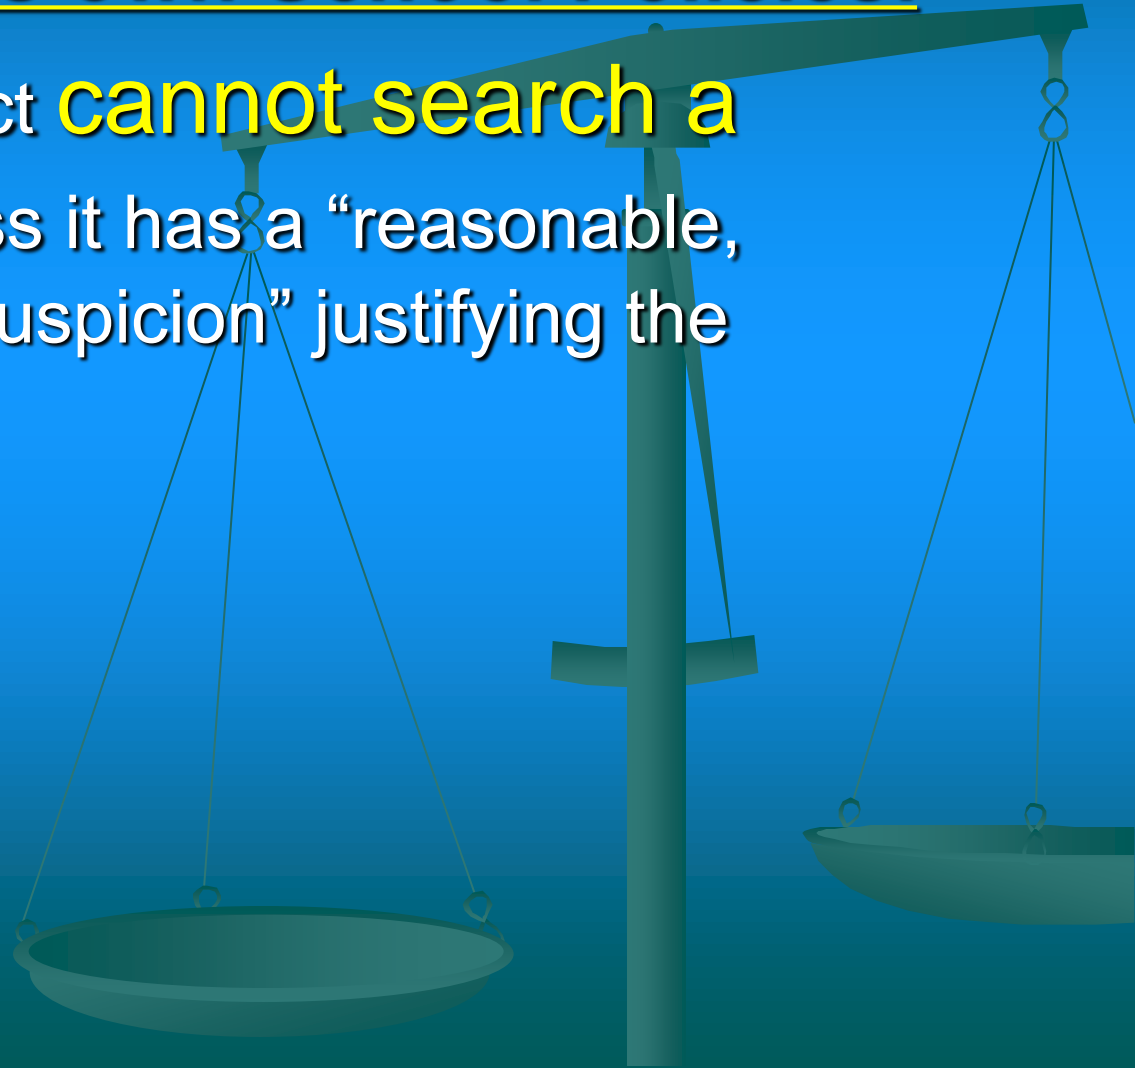 ct cannot search a
ss it has a “reasonable,
uspicion” justifying the